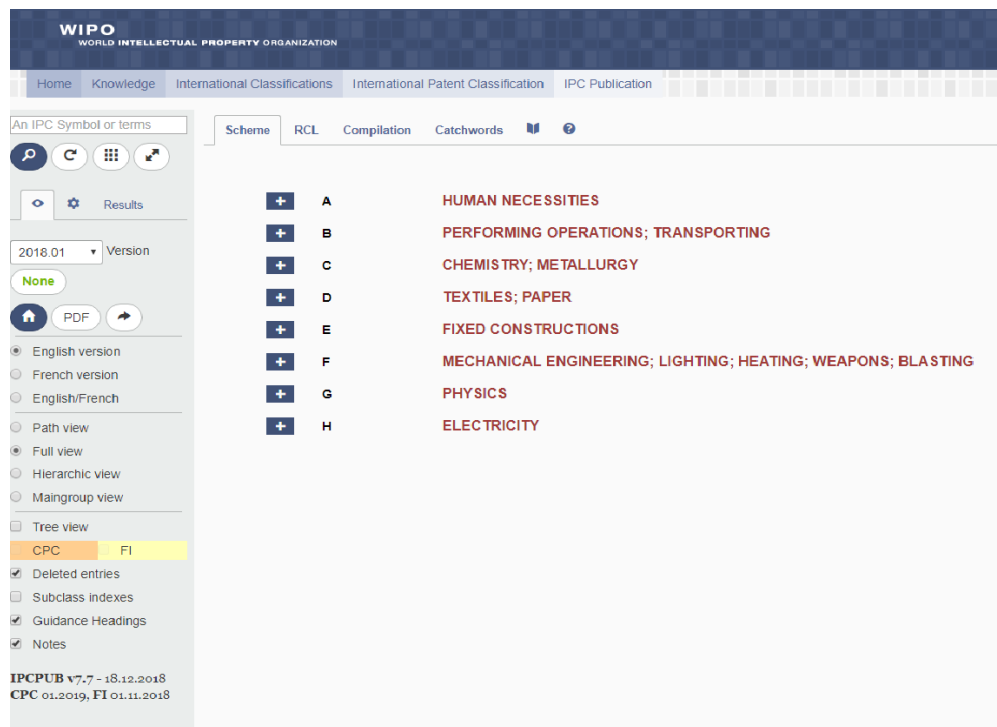 WIPO
WORLD INTELLECTUAL PROPERTY ORGANIZATION
Home Knowledge International Classifications International Patent Classification IPC Publication
An IPC Symbol or terms
Scheme RCL Compilation Catchwords
Results
2018.01 Version
None
PDF
English version
French version
English/French
Path view
Full view
Hierarchic view
Maingroup view
Tree view
CPC FI
Deleted entries
Subclass indexes
Guidance Headings
Notes
IPCPUB v7.7 - 18.12.2018
CPC 01.2019, FI 01.11.2018
A HUMAN NECESSITIES
B PERFORMING OPERATIONS; TRANSPORTING
C CHEMISTRY; METALLURGY
D TEXTILES; PAPER
E FIXED CONSTRUCTIONS
F MECHANICAL ENGINEERING; LIGHTING; HEATING; WEAPONS; BLASTING
G PHYSICS
H ELECTRICITY